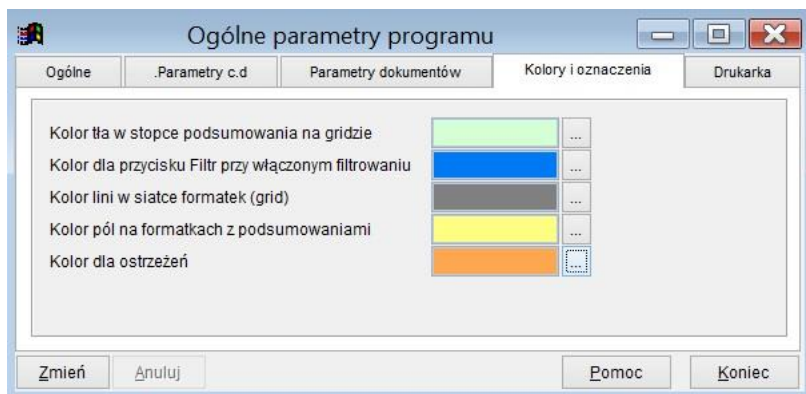 Ogólne parametry programu
Ogólne .Parametry c.d Parametry dokumentów Kolory i oznaczenia Drukarka
Kolor tła w stopce podsumowania na gridzie ...
Kolor dla przycisku Filtr przy włączonym filtrowaniu ...
Kolor lini w siatce formatek (grid) ...
Kolor pól na formatkach z podsumowaniami ...
Kolor dla ostrzeżeń ...
Zmień Anuluj Pomoc Koniec